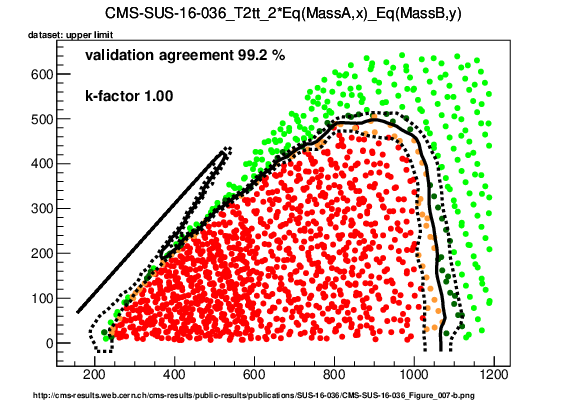 CMS-SUS-16-036_T2tt_2*Eq(MassA,x)_Eq(MassB,y)
dataset: upper limit
validation agreement 99.2 %
k-factor 1.00
600
500
400
300
200
100
0
200 400 600 800 1000 1200
http://cms-results.web.cern.ch/cms-results/public-results/publications/SUS-16-036/CMS-SUS-16-036_Figure_007-b.png